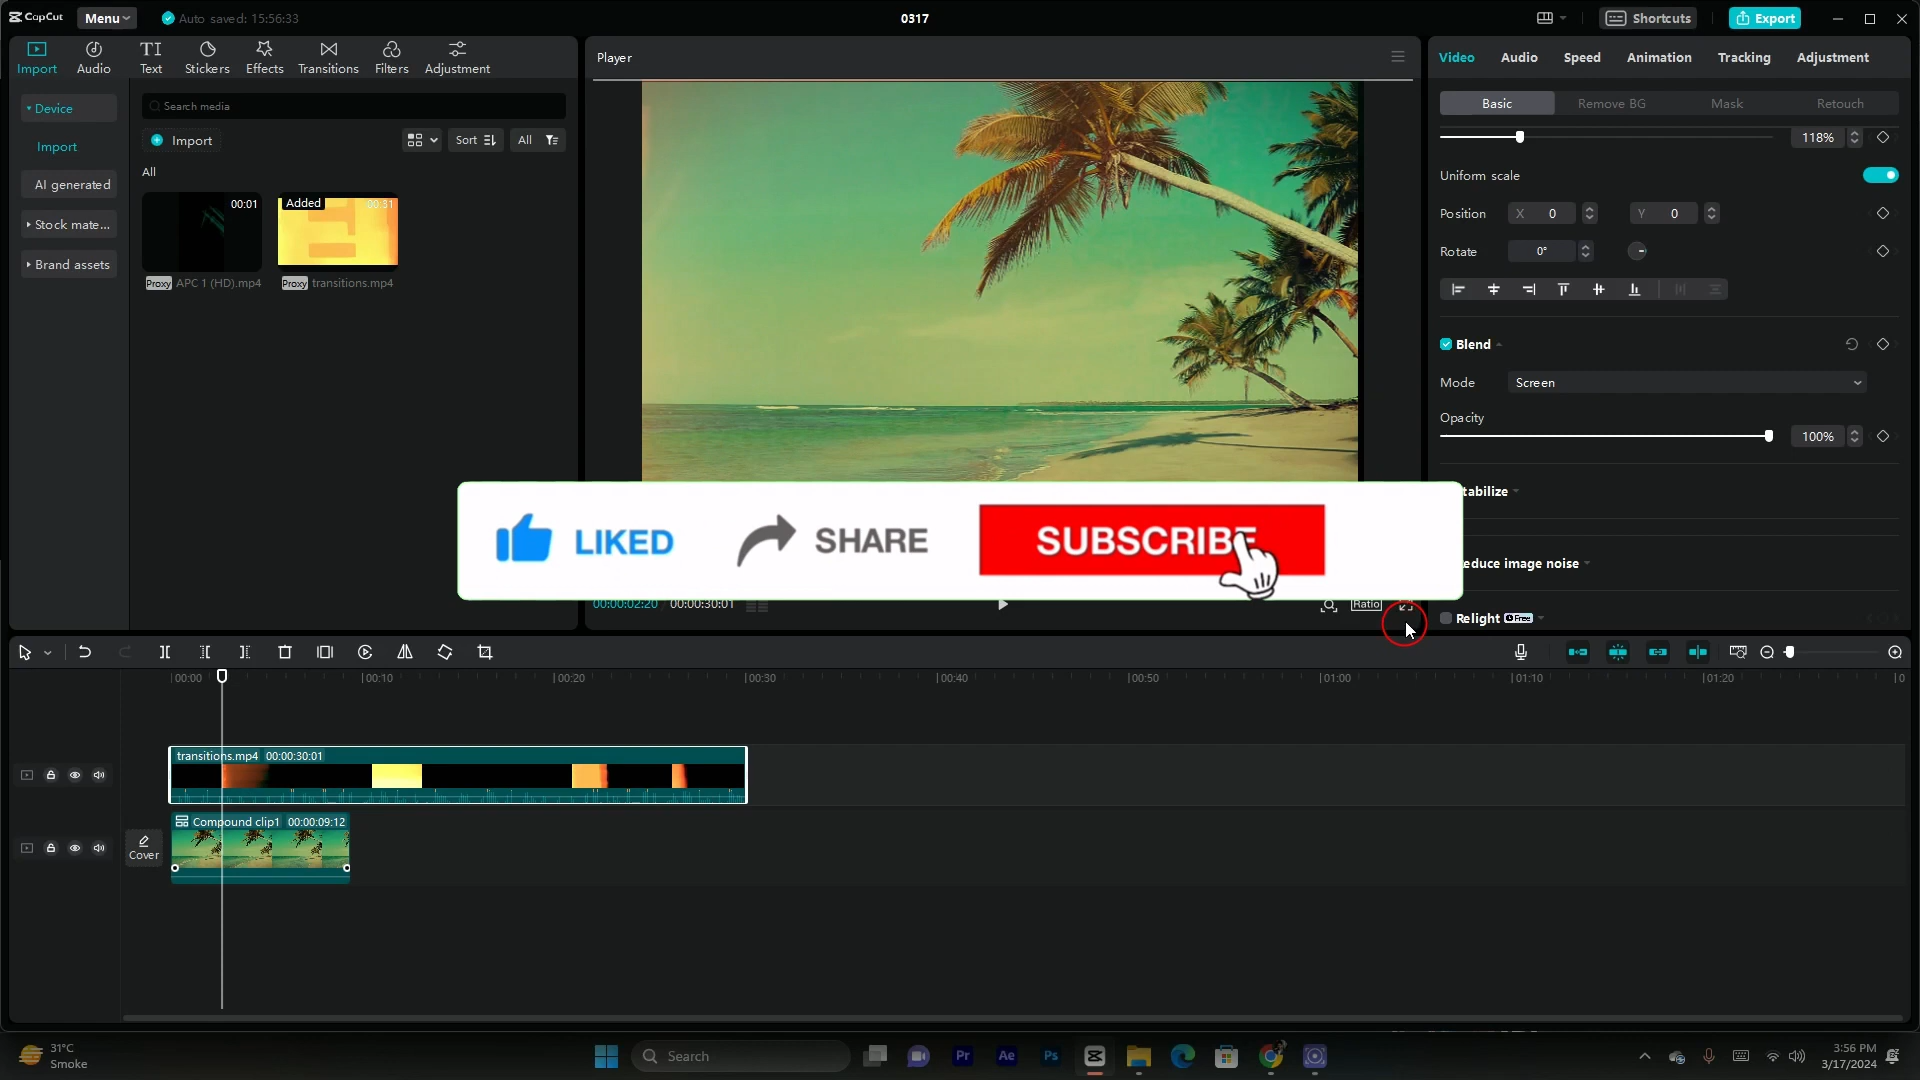 CapCut Menu Auto saved: 15:56:33 0317 Shortcuts Export
Import Audio Text Stickers Effects Transitions Filters Adjustment
Device
Import
AI generated
Stock mate...
Brand assets
Search media
Import Sort All
All
00:01
Added 00:31
Proxy APC 1 (HD).mp4 Proxy transitions.mp4
Player
00:00:02:20 00:00:30:01 Ratio
LIKED SHARE SUBSCRIBE
Video Audio Speed Animation Tracking Adjustment
Basic Remove BG Mask Retouch
118%
Uniform scale
Position X 0 Y 0
Rotate 0°
Blend
Mode Screen
Opacity
100%
tabilize
educe image noise
Relight Free
00:00 00:10 00:20 00:30 00:40 00:50 01:00 01:10 01:20 0
transitions.mp4 00:00:30:01
Cover
Compound clip1 00:00:09:12
31°C
Smoke
Search
Pr Ae Ps
3:56 PM
3/17/2024